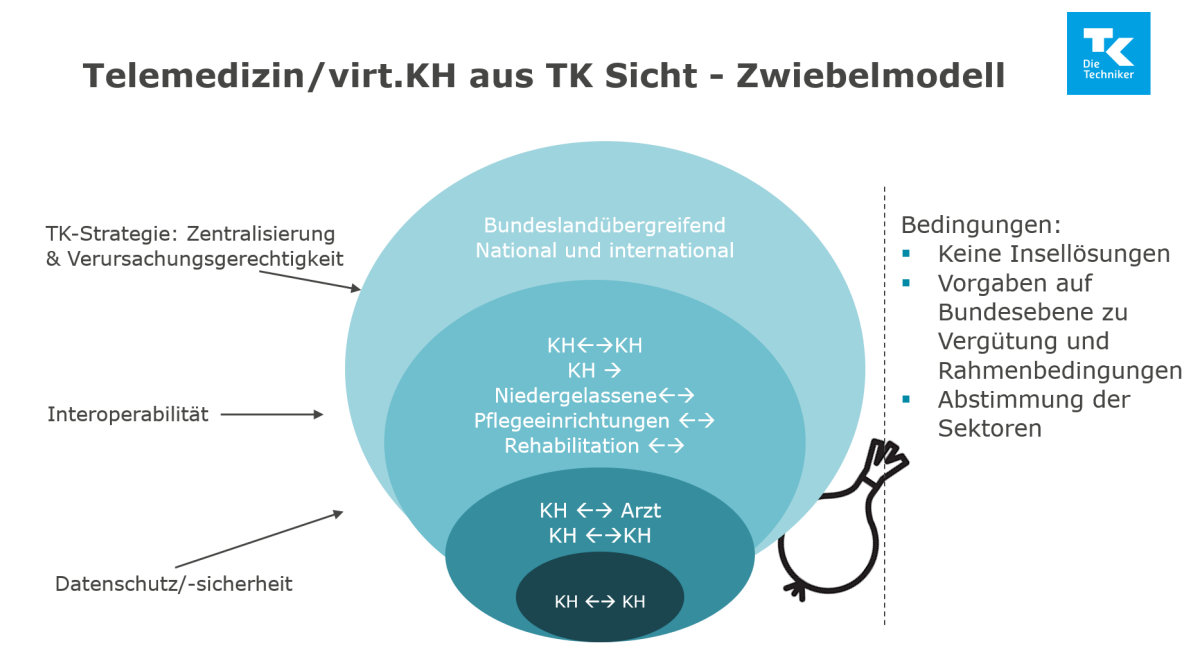 Telemedizin/virt.KH aus TK Sicht - Zwiebelmodell
TK
Die
Techniker
TK-Strategie: Zentralisierung
& Verursachungsgerechtigkeit
Interoperabilität
Datenschutz/-sicherheit
Bundeslandübergreifend
National und international
KH←→KH
KH →
Niedergelassene←→
Pflegeeinrichtungen ←→
Rehabilitation ←→
KH ←→ Arzt
KH ←→KH
KH ←→ KH
Bedingungen:
▪ Keine Insellösungen
▪ Vorgaben auf
Bundesebene zu
Vergütung und
Rahmenbedingungen
▪ Abstimmung der
Sektoren